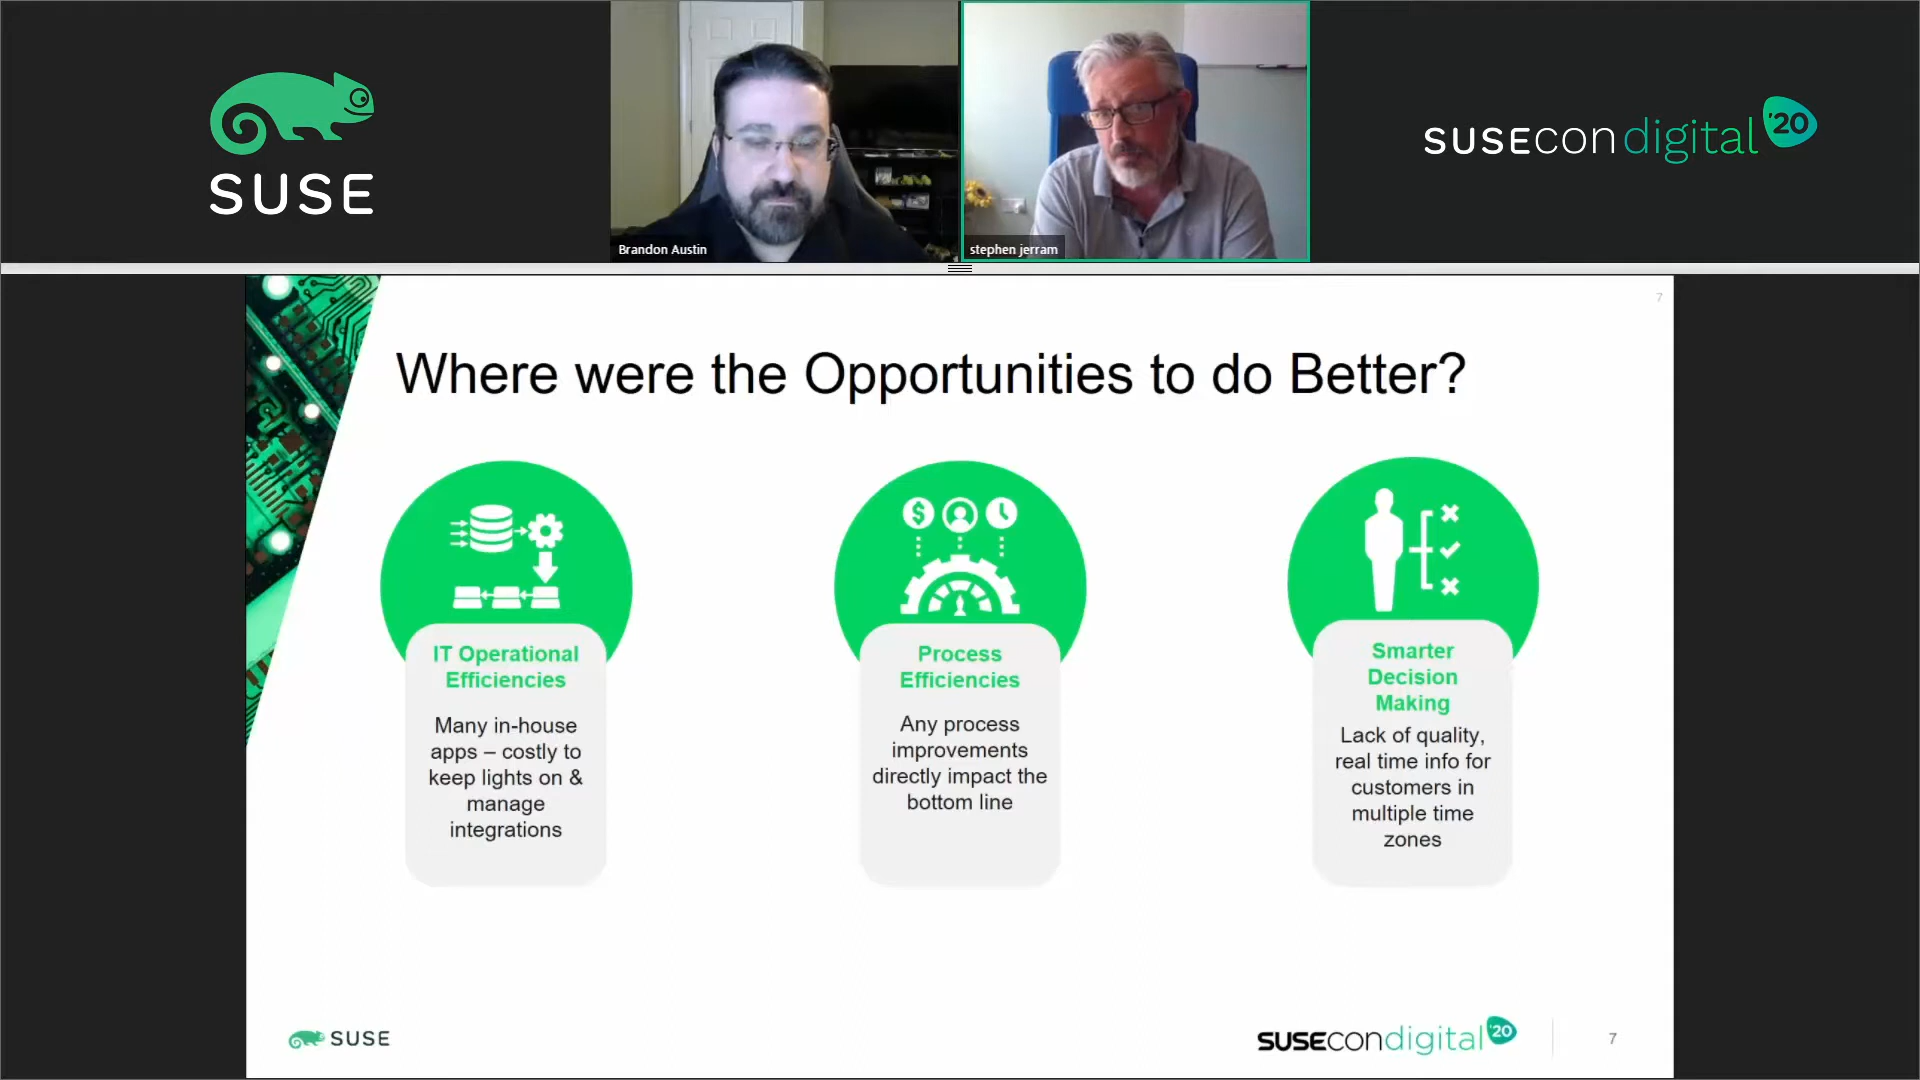 SUSE
Brandon Austin
stephen jerram
SUSEcon digital '20
7
Where were the Opportunities to do Better?
IT Operational
Efficiencies
Many in-house
apps – costly to
keep lights on &
manage
integrations
$
Process
Efficiencies
Any process
improvements
directly impact the
bottom line
Smarter
Decision
Making
Lack of quality,
real time info for
customers in
multiple time
zones
SUSE
SUSEcondigital '20
7